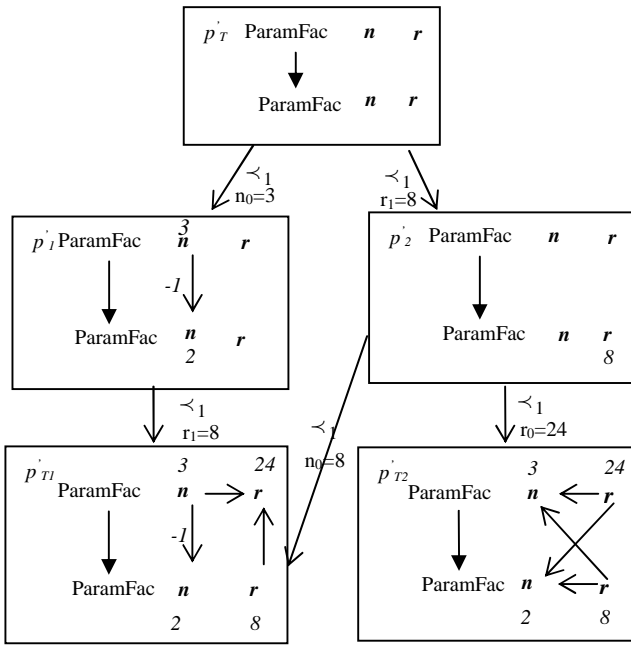 p'T ParamFac n r
ParamFac n r
≺1
n0=3
≺1
r1=8
3
p'1 ParamFac n r
-1
ParamFac n r
2
p'2 ParamFac n r
ParamFac n r
8
≺1
r1=8
≺1
n0=8
≺1
r0=24
3 24
p'T1
ParamFac n r
-1
ParamFac n r
2 8
3 24
p'T2
ParamFac n r
ParamFac n r
2 8